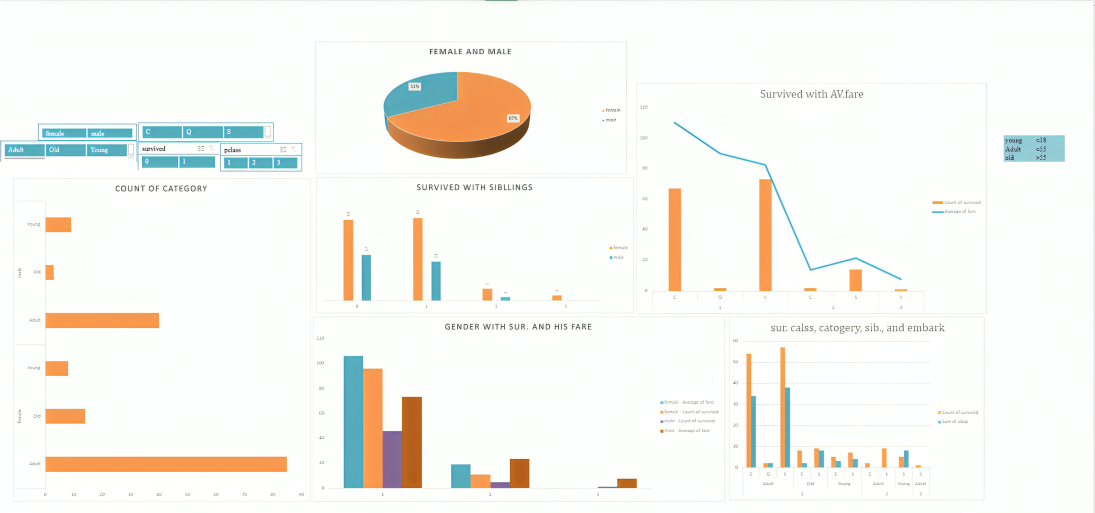 FEMALE AND MALE
67%
female
male
female male
C Q S
Adult Old Young
survived
0 1
pclass
1 2 3
COUNT OF CATEGORY
Young
Old
Adult
male
Young
Old
Adult
female
0 10 20 30 40 50 60 70 80 90
SURVIVED WITH SIBLLINGS
female
male
0 1 2 3
Survived with AV.fare
120
100
80
60
40
20
0
C Q S C S S
1 2 3
Count of survived
Average of fare
young <18
Adult <55
old >55
GENDER WITH SUR. AND HIS FARE
120
100
80
60
40
20
0
1 2 3
female - Average of fare
female - Count of survived
male - Count of survived
male - Average of fare
sur. calss, catogery, sib., and embark
60
50
40
30
20
10
0
C Q S C S C S C S S S
Adult Old Young Adult Young Adult
1 2 3
Count of survived
Sum of sibsp